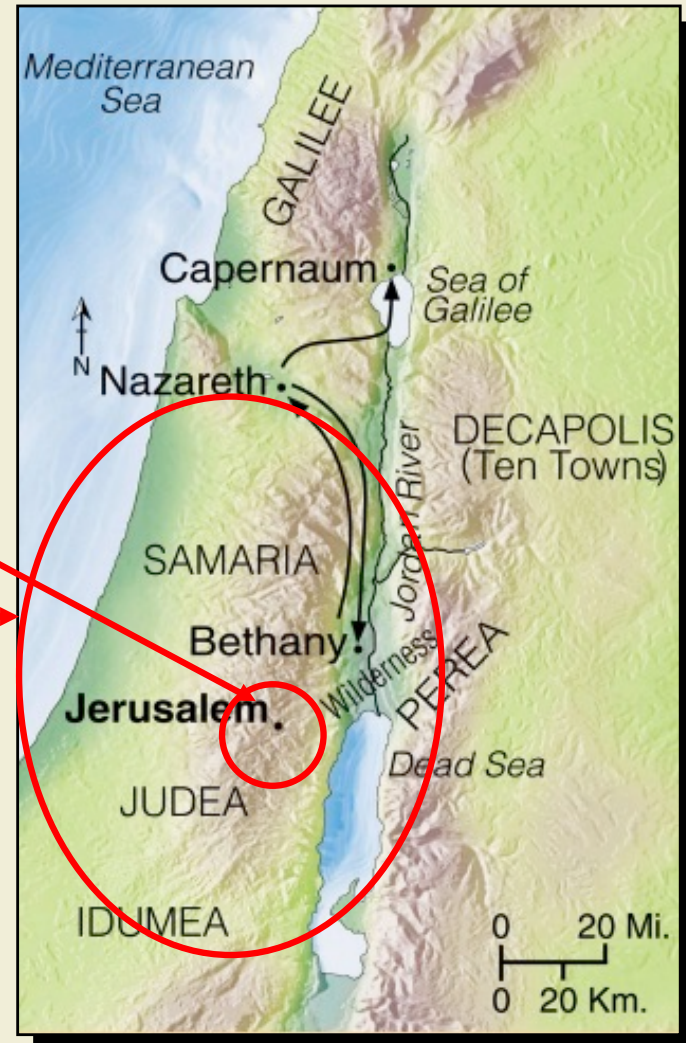 Mediterranean
Sea
GALILEE
Capernaum
Sea of
Galilee
N
Nazareth
DECAPOLIS
(Ten Towns)
Jordan River
SAMARIA
Bethany
Wilderness
PEREA
Jerusalem
Dead Sea
JUDEA
IDUMEA
0 20 Mi.
0 20 Km.